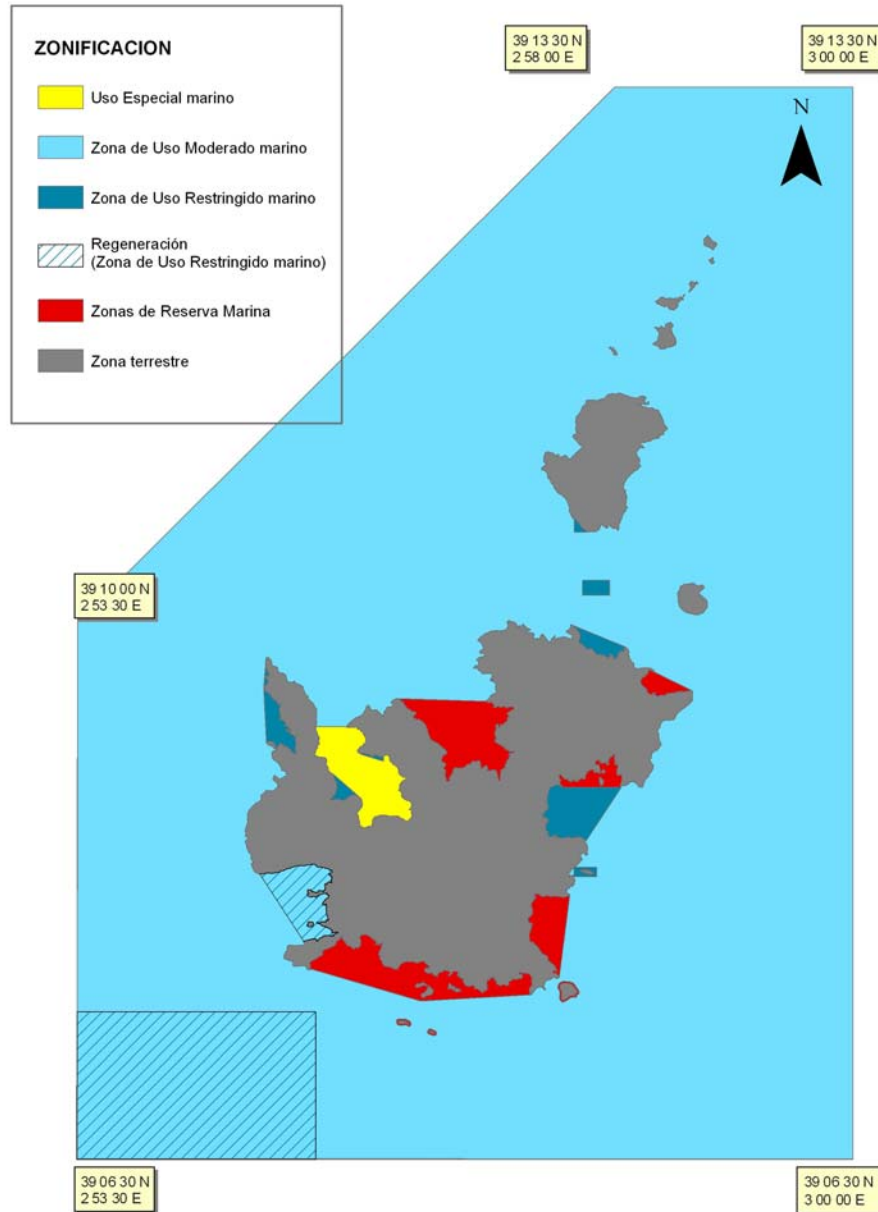 ZONIFICACION
Uso Especial marino
Zona de Uso Moderado marino
Zona de Uso Restringido marino
Regeneración
(Zona de Uso Restringido marino)
Zonas de Reserva Marina
Zona terrestre
39 13 30 N
2 58 00 E
39 13 30 N
3 00 00 E
N
39 10 00 N
2 53 30 E
39 06 30 N
2 53 30 E
39 06 30 N
3 00 00 E